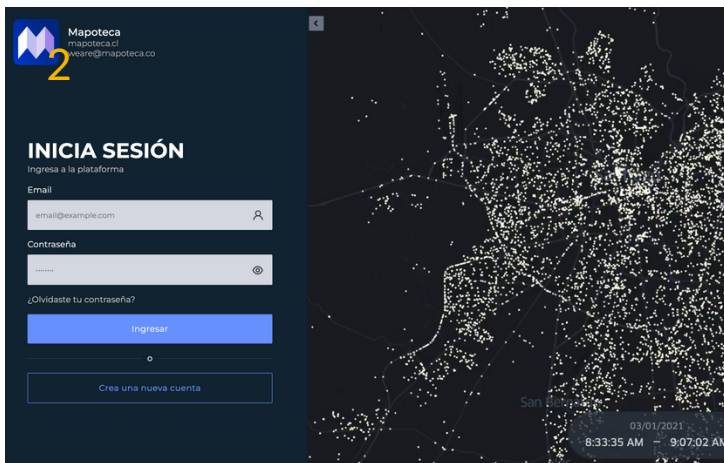 Mapoteca
mapoteca.cl
weare@mapoteca.co
2
INICIA SESIÓN
Ingresa a la plataforma
Email
email@example.com
Contraseña
¿Olvidaste tu contraseña?
Ingresar
o
Crea una nueva cuenta
San
03/01/2021
8:33:35 AM — 9:07:02 AM